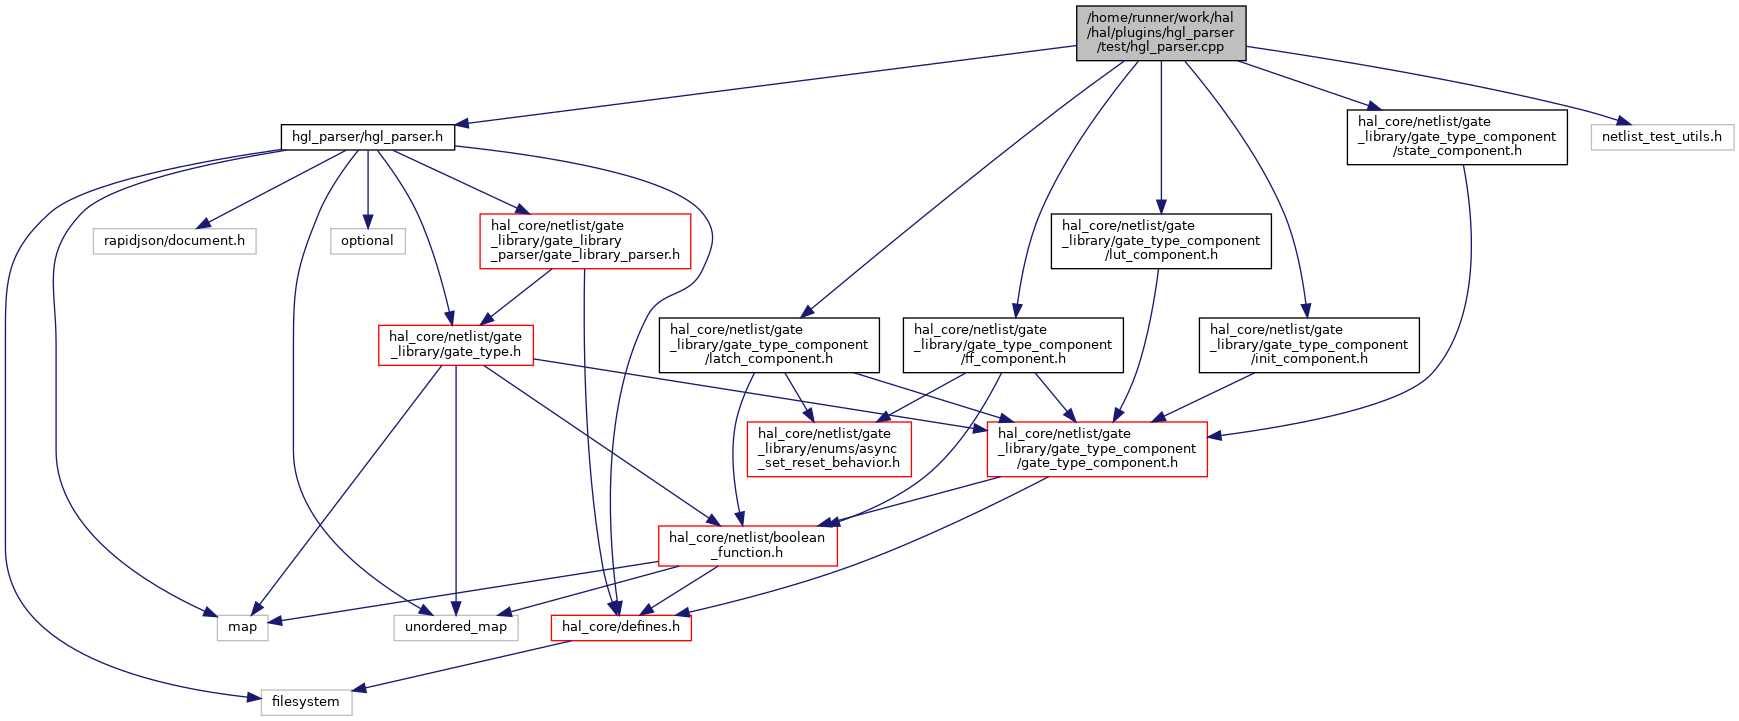 /home/runner/work/hal
/hal/plugins/hgl_parser
/test/hgl_parser.cpp
hgl_parser/hgl_parser.h
hal_core/netlist/gate
_library/gate_type_component
/state_component.h
netlist_test_utils.h
rapidjson/document.h
optional
hal_core/netlist/gate
_library/gate_library
_parser/gate_library_parser.h
hal_core/netlist/gate
_library/gate_type_component
/lut_component.h
hal_core/netlist/gate
_library/gate_type.h
hal_core/netlist/gate
_library/gate_type_component
/latch_component.h
hal_core/netlist/gate
_library/gate_type_component
/ff_component.h
hal_core/netlist/gate
_library/gate_type_component
/init_component.h
hal_core/netlist/gate
_library/enums/async
_set_reset_behavior.h
hal_core/netlist/gate
_library/gate_type_component
/gate_type_component.h
hal_core/netlist/boolean
_function.h
map
unordered_map
hal_core/defines.h
filesystem